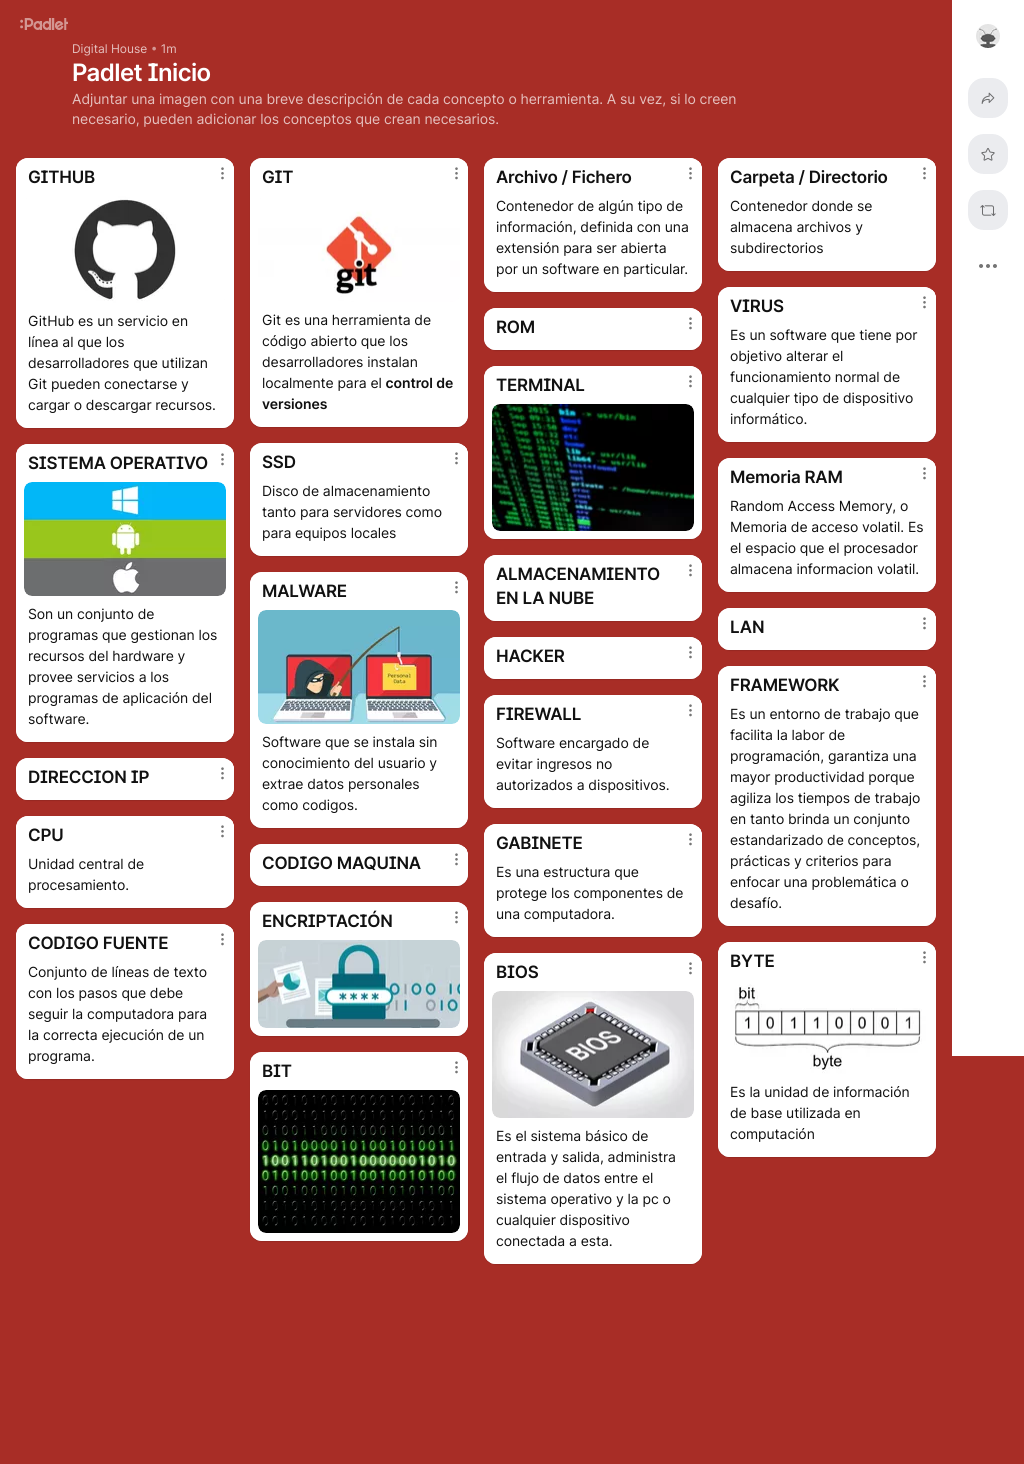 :Padlet
Digital House • 1m
Padlet Inicio
Adjuntar una imagen con una breve descripción de cada concepto o herramienta. A su vez, si lo creen
necesario, pueden adicionar los conceptos que crean necesarios.
GITHUB
GitHub es un servicio en
línea al que los
desarrolladores que utilizan
Git pueden conectarse y
cargar o descargar recursos.
SISTEMA OPERATIVO
Son un conjunto de
programas que gestionan los
recursos del hardware y
provee servicios a los
programas de aplicación del
software.
DIRECCION IP
CPU
Unidad central de
procesamiento.
CODIGO FUENTE
Conjunto de líneas de texto
con los pasos que debe
seguir la computadora para
la correcta ejecución de un
programa.
GIT
git
Git es una herramienta de
código abierto que los
desarrolladores instalan
localmente para el control de
versiones
SSD
Disco de almacenamiento
tanto para servidores como
para equipos locales
MALWARE
Personal
Data
Software que se instala sin
conocimiento del usuario y
extrae datos personales
como codigos.
CODIGO MAQUINA
ENCRIPTACIÓN
****
BIT
1010000101010010011
10011010010000001010
Archivo / Fichero
Contenedor de algún tipo de
información, definida con una
extensión para ser abierta
por un software en particular.
ROM
TERMINAL
ALMACENAMIENTO
EN LA NUBE
HACKER
FIREWALL
Software encargado de
evitar ingresos no
autorizados a dispositivos.
GABINETE
Es una estructura que
protege los componentes de
una computadora.
BIOS
BIOS
Es el sistema básico de
entrada y salida, administra
el flujo de datos entre el
sistema operativo y la pc o
cualquier dispositivo
conectada a esta.
Carpeta / Directorio
Contenedor donde se
almacena archivos y
subdirectorios
VIRUS
Es un software que tiene por
objetivo alterar el
funcionamiento normal de
cualquier tipo de dispositivo
informático.
Memoria RAM
Random Access Memory, o
Memoria de acceso volatil. Es
el espacio que el procesador
almacena informacion volatil.
LAN
FRAMEWORK
Es un entorno de trabajo que
facilita la labor de
programación, garantiza una
mayor productividad porque
agiliza los tiempos de trabajo
en tanto brinda un conjunto
estandarizado de conceptos,
prácticas y criterios para
enfocar una problemática o
desafío.
BYTE
bit
1 0 1 1 0 0 0 1
byte
Es la unidad de información
de base utilizada en
computación